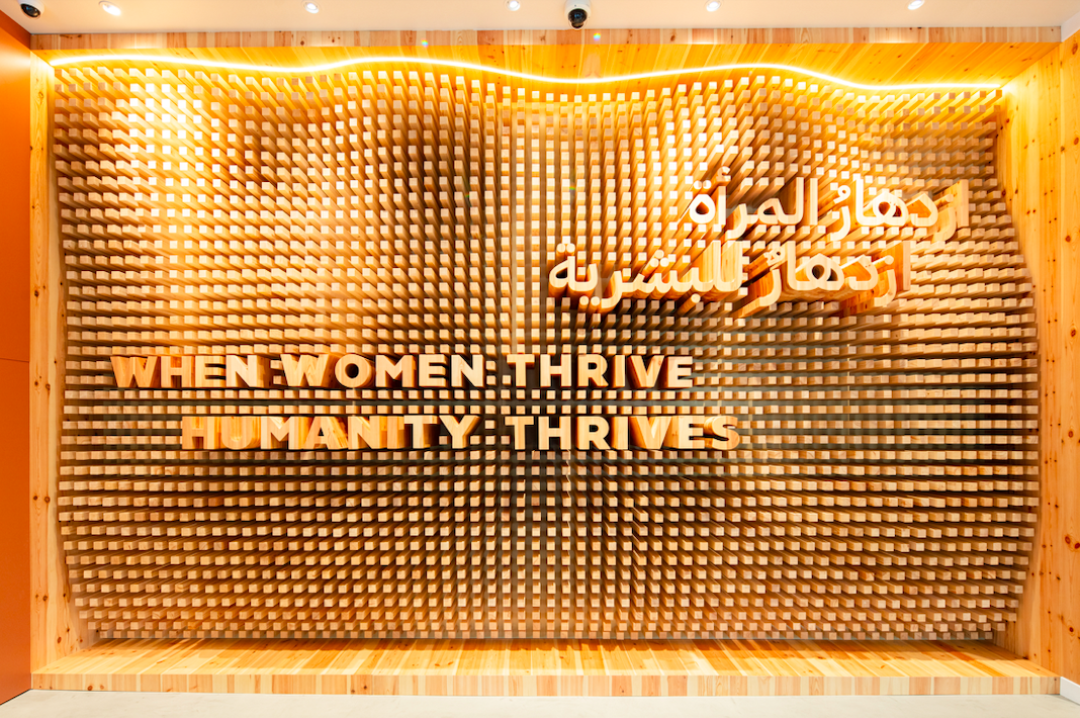 ازدهارُ المرأة
ازدهارٌ للبشرية
WHEN WOMEN THRIVE
HUMANITY THRIVES